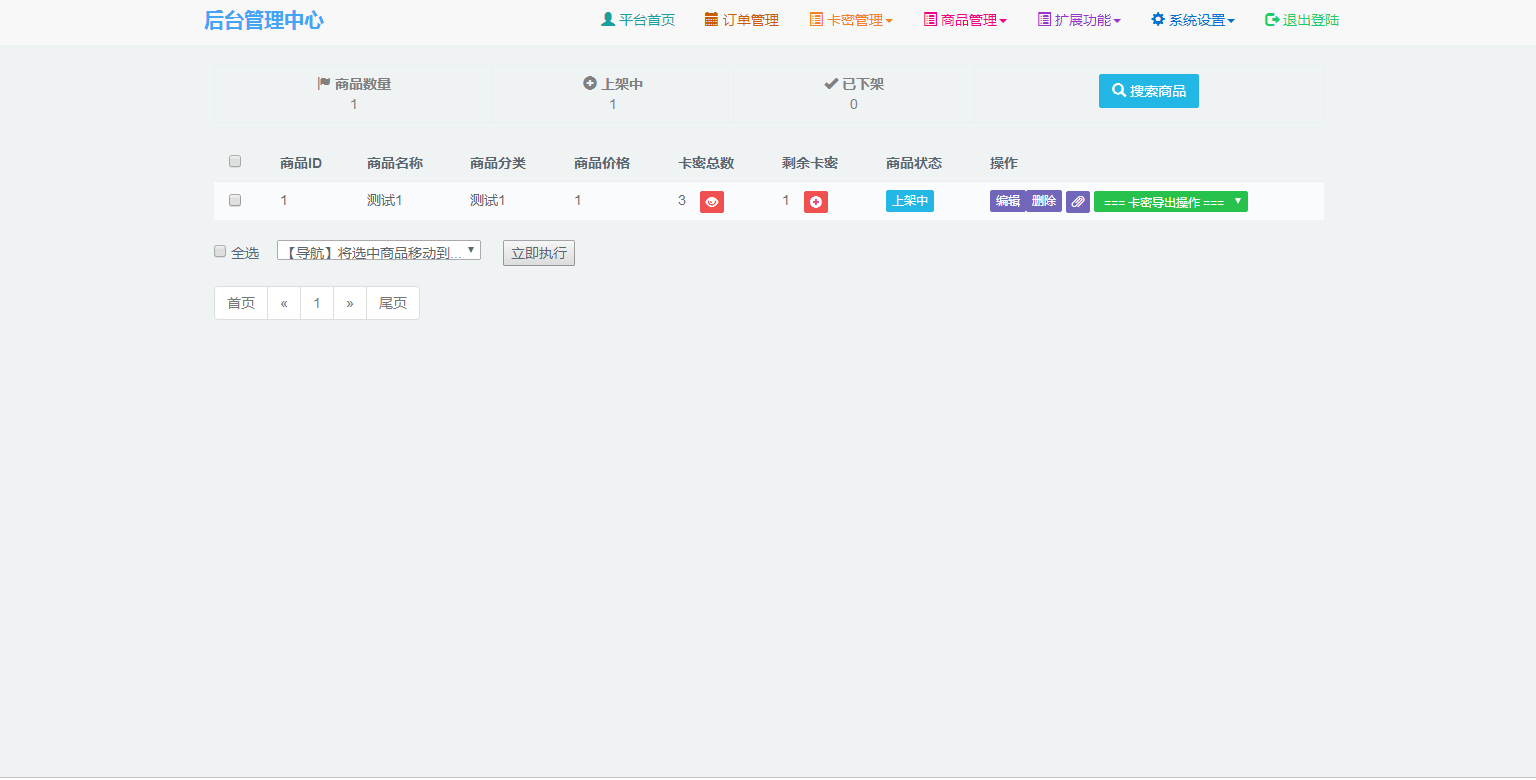 后台管理中心 平台首页 订单管理 卡密管理 商品管理 扩展功能 系统设置 退出登陆
商品数量 上架中 已下架 搜索商品
1 1 0
商品ID 商品名称 商品分类 商品价格 卡密总数 剩余卡密 商品状态 操作
1 测试1 测试1 1 3 1 上架中 编辑 删除 === 卡密导出操作 ===
全选 【导航】将选中商品移动到... 立即执行
首页 « 1 » 尾页